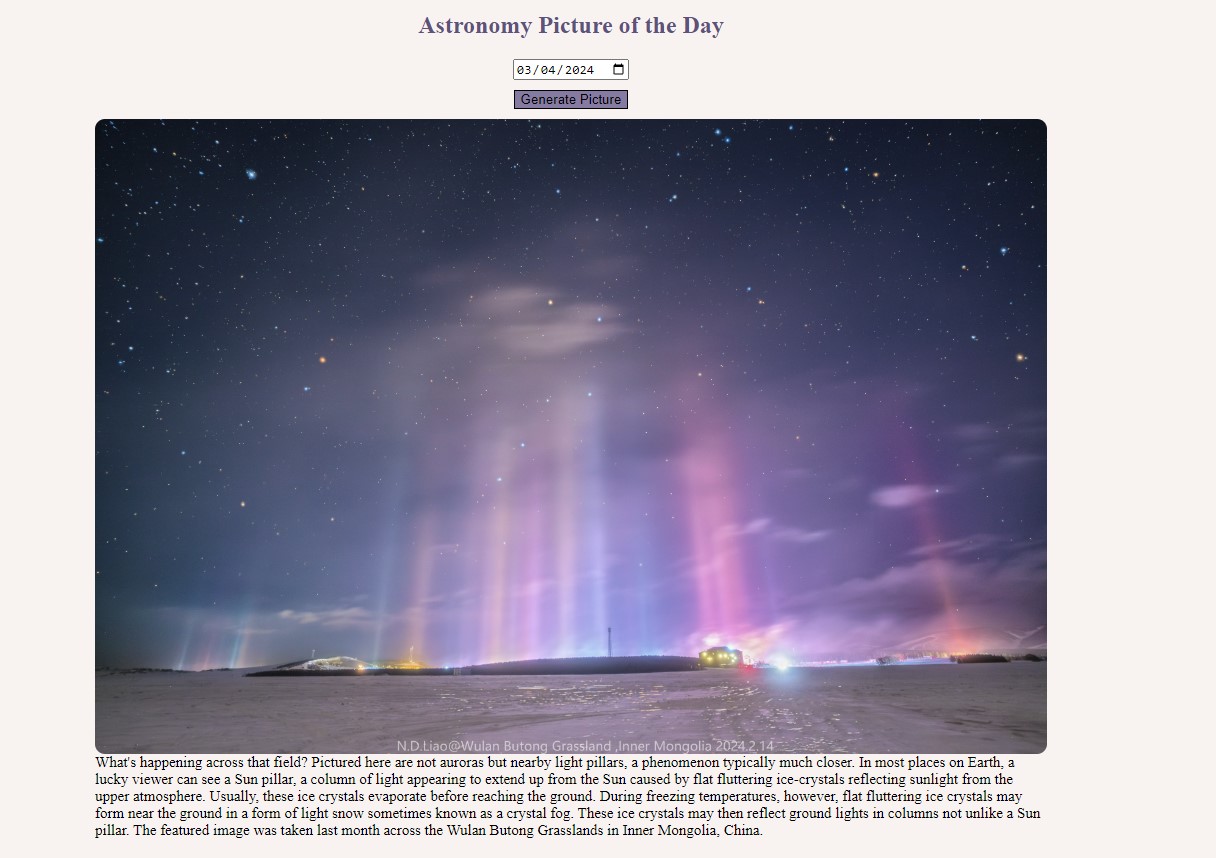 Astronomy Picture of the Day
03/04/2024
Generate Picture
N.D.Liao@Wulan Butong Grassland ,Inner Mongolia 2024.2.14
What's happening across that field? Pictured here are not auroras but nearby light pillars, a phenomenon typically much closer. In most places on Earth, a
lucky viewer can see a Sun pillar, a column of light appearing to extend up from the Sun caused by flat fluttering ice-crystals reflecting sunlight from the
upper atmosphere. Usually, these ice crystals evaporate before reaching the ground. During freezing temperatures, however, flat fluttering ice crystals may
form near the ground in a form of light snow sometimes known as a crystal fog. These ice crystals may then reflect ground lights in columns not unlike a Sun
pillar. The featured image was taken last month across the Wulan Butong Grasslands in Inner Mongolia, China.